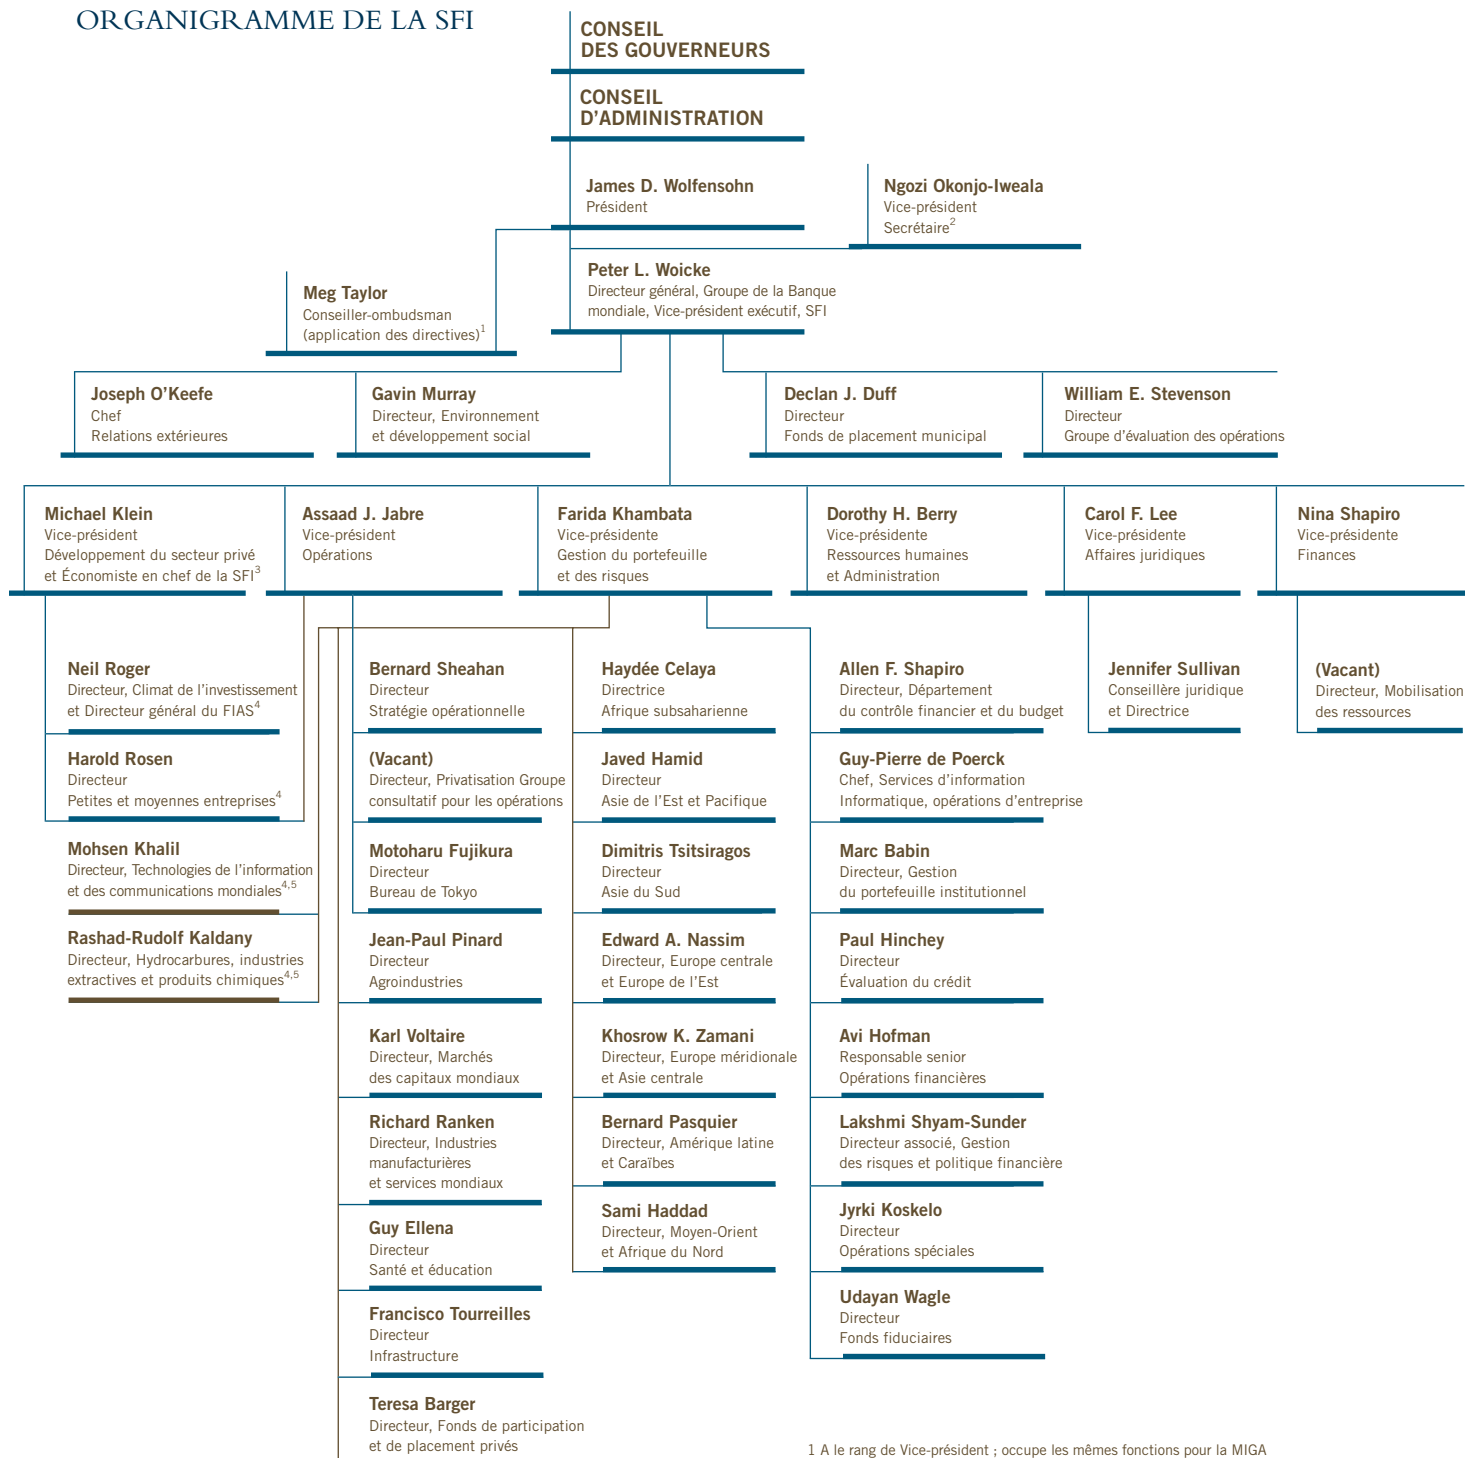 ORGANIGRAMME DE LA SFI
CONSEIL
DES GOUVERNEURS
CONSEIL
D'ADMINISTRATION
James D. Wolfensohn
Président
Ngozi Okonjo-Iweala
Vice-président
Secrétaire2
Peter L. Woicke
Directeur général, Groupe de la Banque
mondiale, Vice-président exécutif, SFI
Meg Taylor
Conseiller-ombudsman
(application des directives)1
Joseph O'Keefe
Chef
Relations extérieures
Gavin Murray
Directeur, Environnement
et développement social
Declan J. Duff
Directeur
Fonds de placement municipal
William E. Stevenson
Directeur
Groupe d'évaluation des opérations
Michael Klein
Vice-président
Développement du secteur privé
et Économiste en chef de la SFI3
Assaad J. Jabre
Vice-président
Opérations
Farida Khambata
Vice-présidente
Gestion du portefeuille
et des risques
Dorothy H. Berry
Vice-présidente
Ressources humaines
et Administration
Carol F. Lee
Vice-présidente
Affaires juridiques
Nina Shapiro
Vice-présidente
Finances
Neil Roger
Directeur, Climat de l'investissement
et Directeur général du FIAS4
Harold Rosen
Directeur
Petites et moyennes entreprises4
Mohsen Khalil
Directeur, Technologies de l'information
et des communications mondiales4,5
Rashad-Rudolf Kaldany
Directeur, Hydrocarbures, industries
extractives et produits chimiques4,5
Bernard Sheahan
Directeur
Stratégie opérationnelle
(Vacant)
Directeur, Privatisation Groupe
consultatif pour les opérations
Motoharu Fujikura
Directeur
Bureau de Tokyo
Jean-Paul Pinard
Directeur
Agroindustries
Karl Voltaire
Directeur, Marchés
des capitaux mondiaux
Richard Ranken
Directeur, Industries
manufacturières
et services mondiaux
Guy Ellena
Directeur
Santé et éducation
Francisco Tourreilles
Directeur
Infrastructure
Teresa Barger
Directeur, Fonds de participation
et de placement privés
Haydée Celaya
Directrice
Afrique subsaharienne
Javed Hamid
Directeur
Asie de l'Est et Pacifique
Dimitris Tsitsiragos
Directeur
Asie du Sud
Edward A. Nassim
Directeur, Europe centrale
et Europe de l'Est
Khosrow K. Zamani
Directeur, Europe méridionale
et Asie centrale
Bernard Pasquier
Directeur, Amérique latine
et Caraïbes
Sami Haddad
Directeur, Moyen-Orient
et Afrique du Nord
Allen F. Shapiro
Directeur, Département
du contrôle financier et du budget
Guy-Pierre de Poerck
Chef, Services d'information
Informatique, opérations d'entreprise
Marc Babin
Directeur, Gestion
du portefeuille institutionnel
Paul Hinchey
Directeur
Évaluation du crédit
Avi Hofman
Responsable senior
Opérations financières
Lakshmi Shyam-Sunder
Directeur associé, Gestion
des risques et politique financière
Jyrki Koskelo
Directeur
Opérations spéciales
Udayan Wagle
Directeur
Fonds fiduciaires
Jennifer Sullivan
Conseillère juridique
et Directrice
(Vacant)
Directeur, Mobilisation
des ressources
1 A le rang de Vice-président ; occupe les mêmes fonctions pour la MIGA